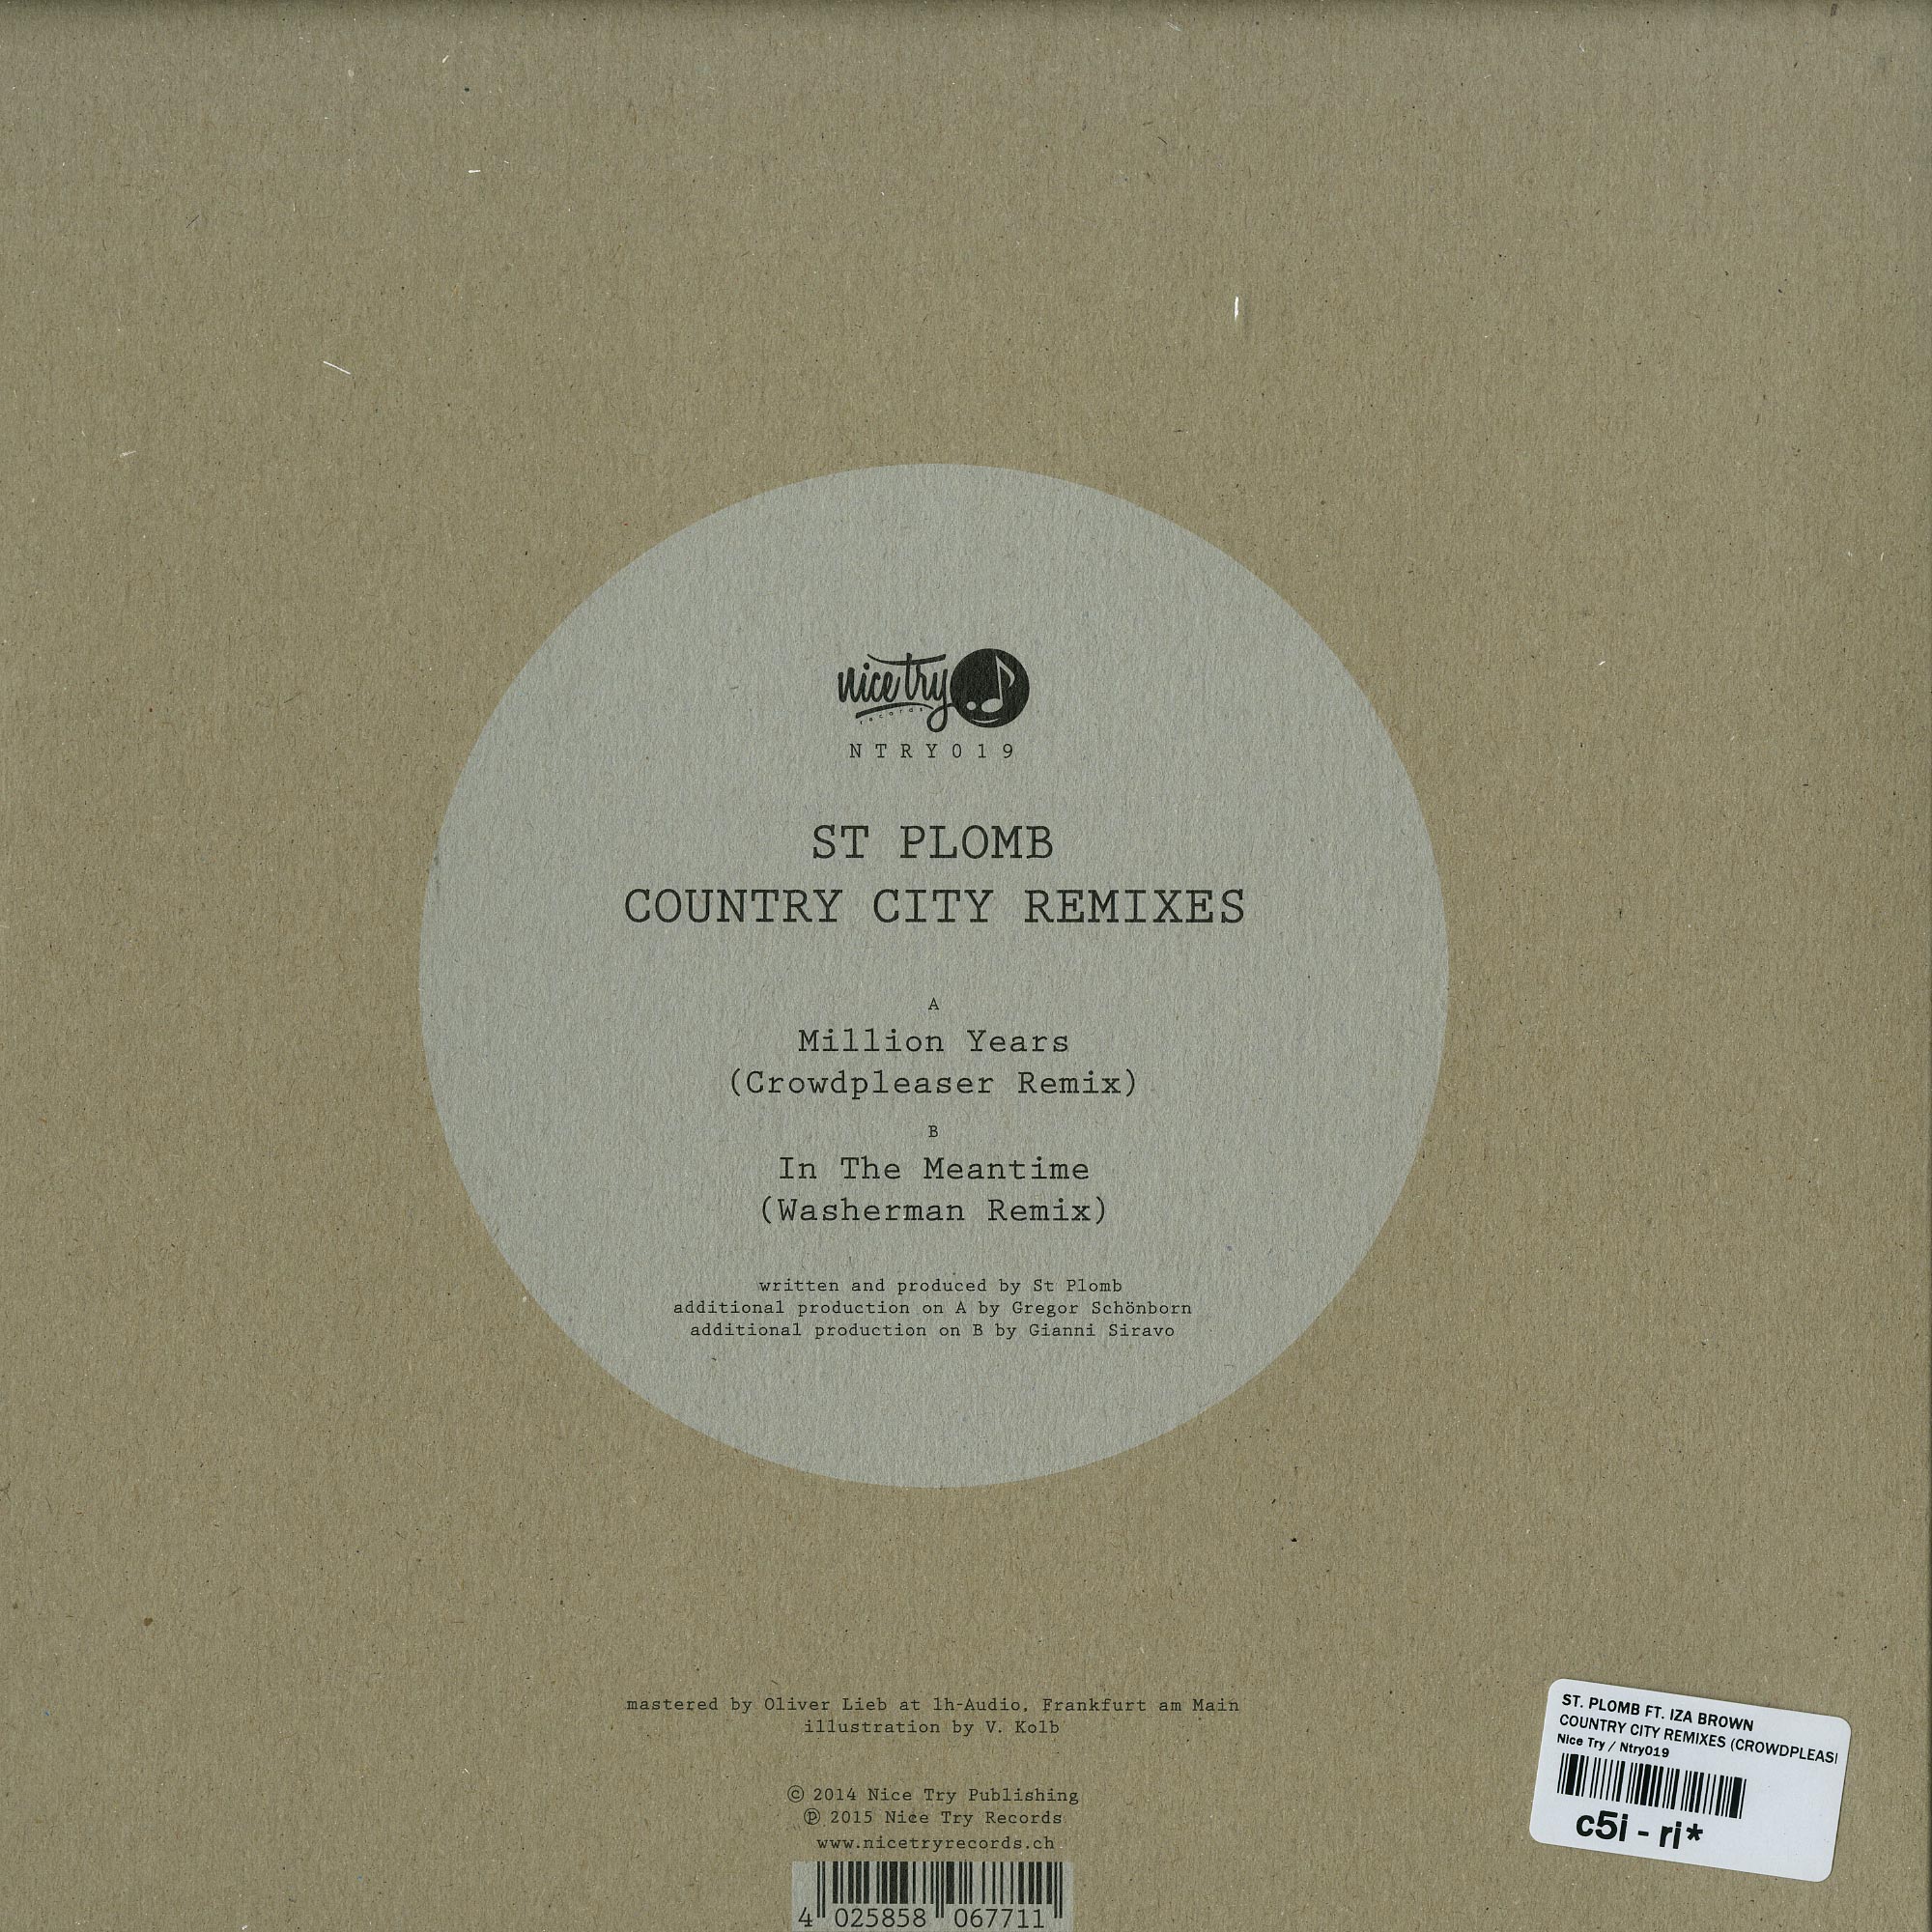 nice try
records
NTRY019
ST PLOMB
COUNTRY CITY REMIXES
A
Million Years
(Crowdpleaser Remix)
B
In The Meantime
(Washerman Remix)
written and produced by St Plomb
additional production on A by Gregor Schönborn
additional production on B by Gianni Siravo
mastered by Oliver Lieb at lh-Audio, Frankfurt am Main
illustration by V. Kolb
© 2014 Nice Try Publishing
℗ 2015 Nice Try Records
www.nicetryrecords.ch
4 025858 067711
ST. PLOMB FT. IZA BROWN
COUNTRY CITY REMIXES (CROWDPLEASI
Nice Try / Ntry019
c5i - ri*